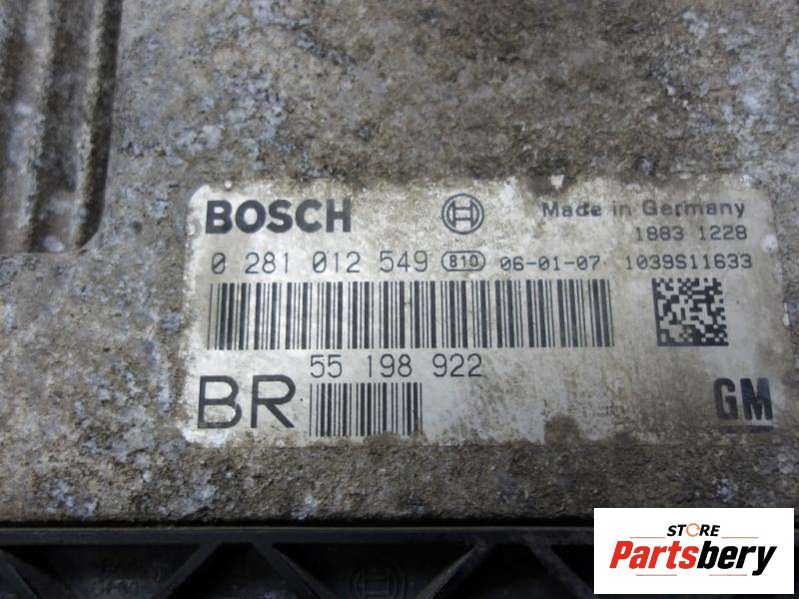 BOSCH
Made in Germany
1883 1228
0 281 012 549 810 06-01-07 1039S11633
55 198 922
BR
GM
STORE
Partsbery